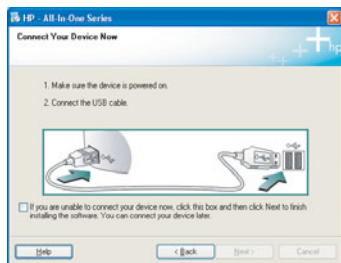 HP - All-In-One Series
Connect Your Device Now
hp
1. Make sure the device is powered on.
2. Connect the USB cable.
If you are unable to connect your device now, click this box and then click Next to finish
installing the software. You can connect your device later.
Help
< Back
Next >
Cancel